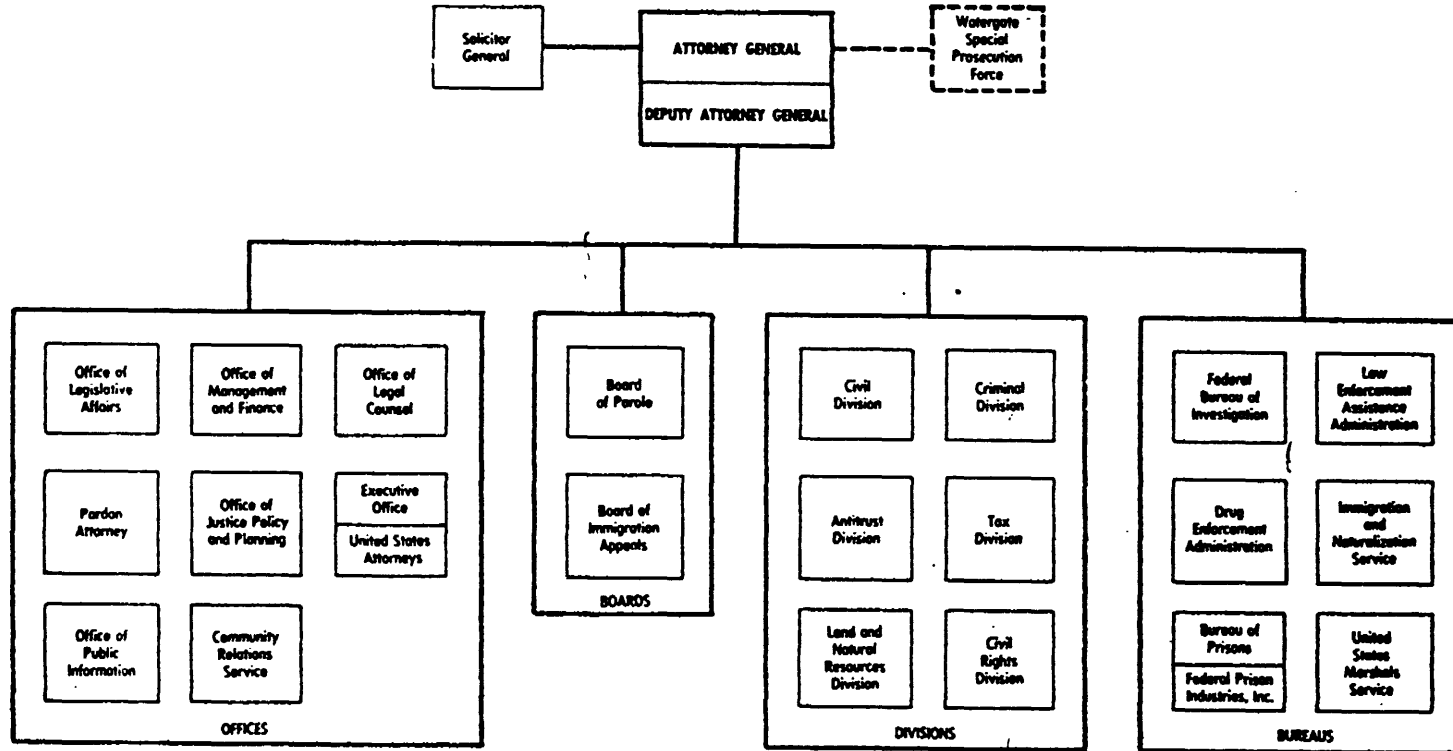 Solicitor
General
ATTORNEY GENERAL
DEPUTY ATTORNEY GENERAL
Watergate
Special
Prosecution
Force
Office of
Legislative
Affairs
Office of
Management
and Finance
Office of
Legal
Counsel
Pardon
Attorney
Office of
Justice Policy
and Planning
Executive
Office
United States
Attorneys
Office of
Public
Information
Community
Relations
Service
OFFICES
Board
of Parole
Board of
Immigration
Appeals
BOARDS
Civil
Division
Criminal
Division
Antitrust
Division
Tax
Division
Land and
Natural
Resources
Division
Civil
Rights
Division
DIVISIONS
Federal
Bureau of
Investigation
Law
Enforcement
Assistance
Administration
Drug
Enforcement
Administration
Immigration
and
Naturalization
Service
Bureau of
Prisons
Federal Prison
Industries, Inc.
United
States
Marshals
Service
BUREAUS